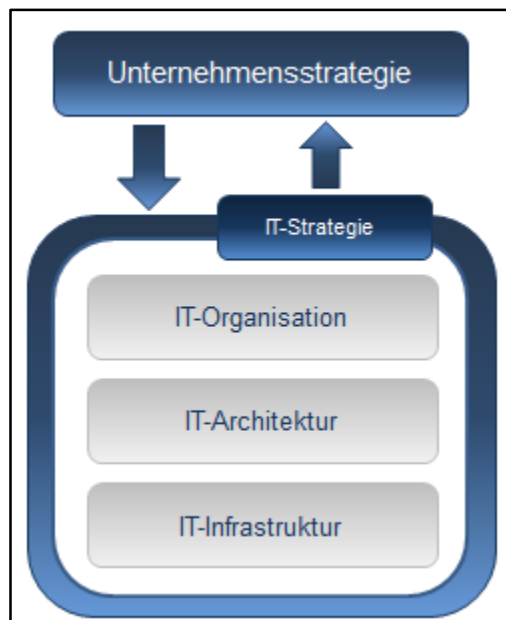 Unternehmensstrategie
IT-Strategie
IT-Organisation
IT-Architektur
IT-Infrastruktur